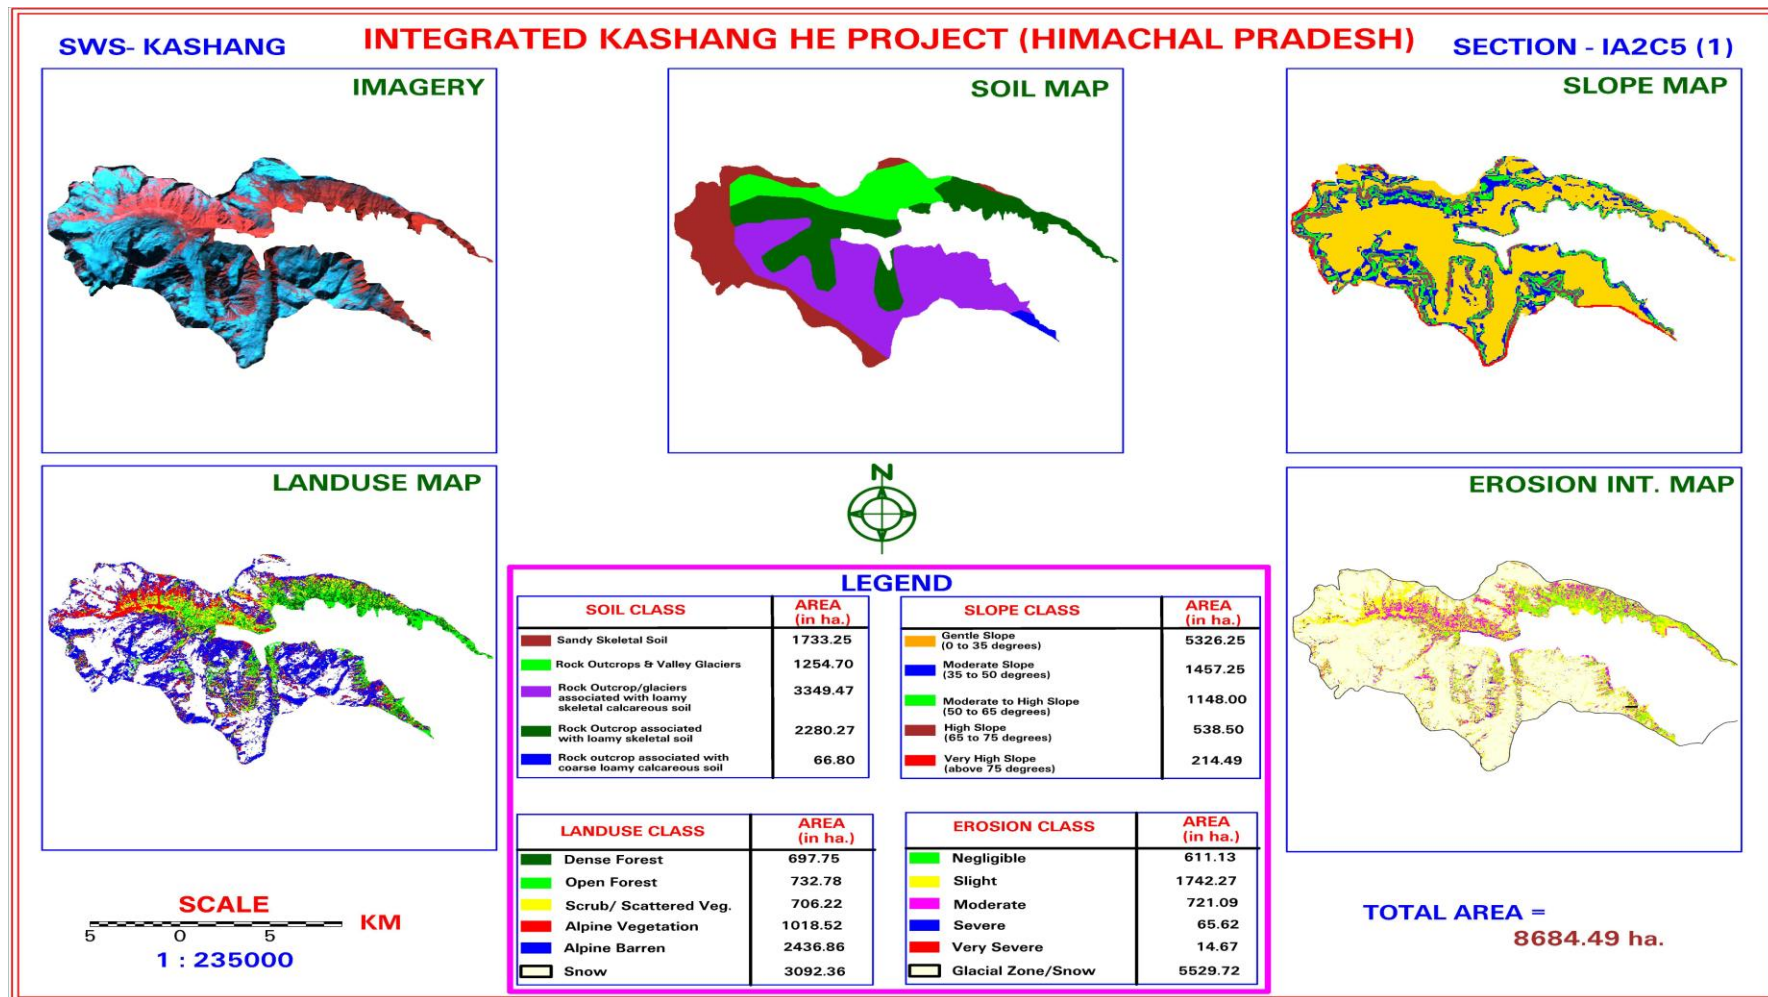 SWS- KASHANG
INTEGRATED KASHANG HE PROJECT (HIMACHAL PRADESH)
SECTION - IA2C5 (1)
IMAGERY
SOIL MAP
SLOPE MAP
LANDUSE MAP
N
EROSION INT. MAP
LEGEND
SOIL CLASS AREA
(in ha.)
Sandy Skeletal Soil 1733.25
Rock Outcrops & Valley Glaciers 1254.70
Rock Outcrop/glaciers
associated with loamy 3349.47
skeletal calcareous soil
Rock Outcrop associated 2280.27
with loamy skeletal soil
Rock outcrop associated with 66.80
coarse loamy calcareous soil
SLOPE CLASS AREA
(in ha.)
Gentle Slope 5326.25
(0 to 35 degrees)
Moderate Slope 1457.25
(35 to 50 degrees)
Moderate to High Slope 1148.00
(50 to 65 degrees)
High Slope 538.50
(65 to 75 degrees)
Very High Slope 214.49
(above 75 degrees)
LANDUSE CLASS AREA
(in ha.)
Dense Forest 697.75
Open Forest 732.78
Scrub/ Scattered Veg. 706.22
Alpine Vegetation 1018.52
Alpine Barren 2436.86
Snow 3092.36
EROSION CLASS AREA
(in ha.)
Negligible 611.13
Slight 1742.27
Moderate 721.09
Severe 65.62
Very Severe 14.67
Glacial Zone/Snow 5529.72
SCALE
KM
5 0 5
1 : 235000
TOTAL AREA =
8684.49 ha.